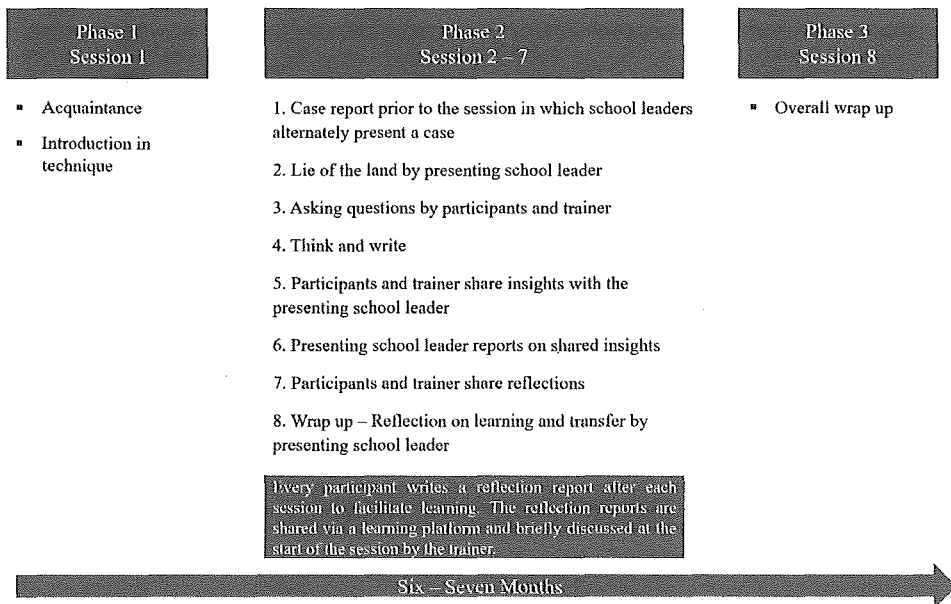 Phase 1
Session 1
▪ Acquaintance
▪ Introduction in
technique
Phase 2
Session 2 – 7
1. Case report prior to the session in which school leaders
alternately present a case
2. Lie of the land by presenting school leader
3. Asking questions by participants and trainer
4. Think and write
5. Participants and trainer share insights with the
presenting school leader
6. Presenting school leader reports on shared insights
7. Participants and trainer share reflections
8. Wrap up – Reflection on learning and transfer by
presenting school leader
Every participant writes a reflection report after each
session to facilitate learning. The reflection reports are
shared via a learning platform and briefly discussed at the
start of the session by the trainer.
Phase 3
Session 8
▪ Overall wrap up
Six – Seven Months